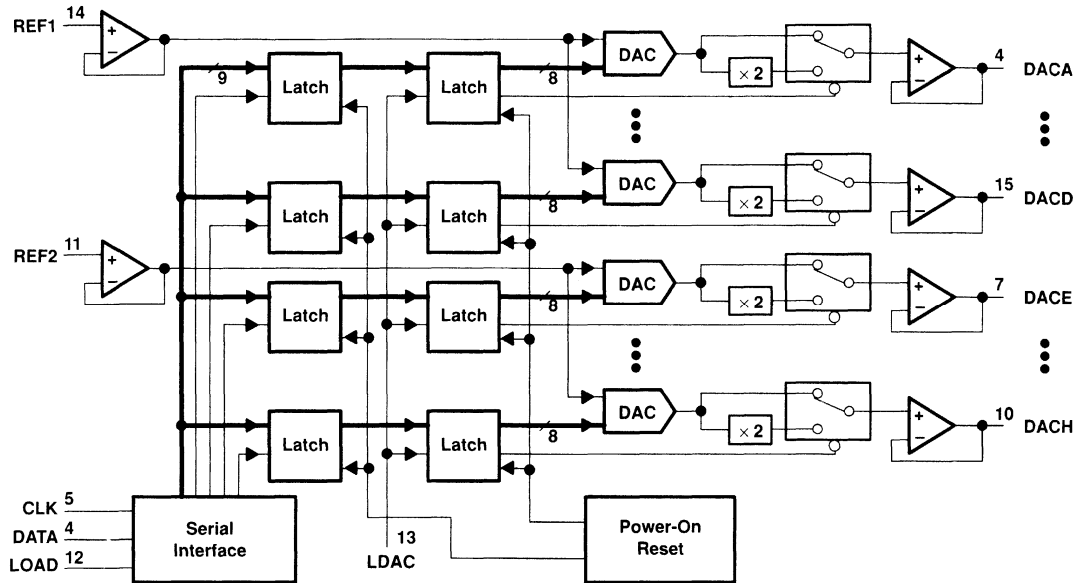 REF1 14
+
−
9
Latch
Latch
8
DAC
× 2
+
−
4
DACA
Latch
Latch
8
DAC
× 2
+
−
15
DACD
REF2 11
+
−
Latch
Latch
8
DAC
× 2
+
−
7
DACE
Latch
Latch
8
DAC
× 2
+
−
10
DACH
CLK 5
DATA 4
LOAD 12
Serial
Interface
13
LDAC
Power-On
Reset